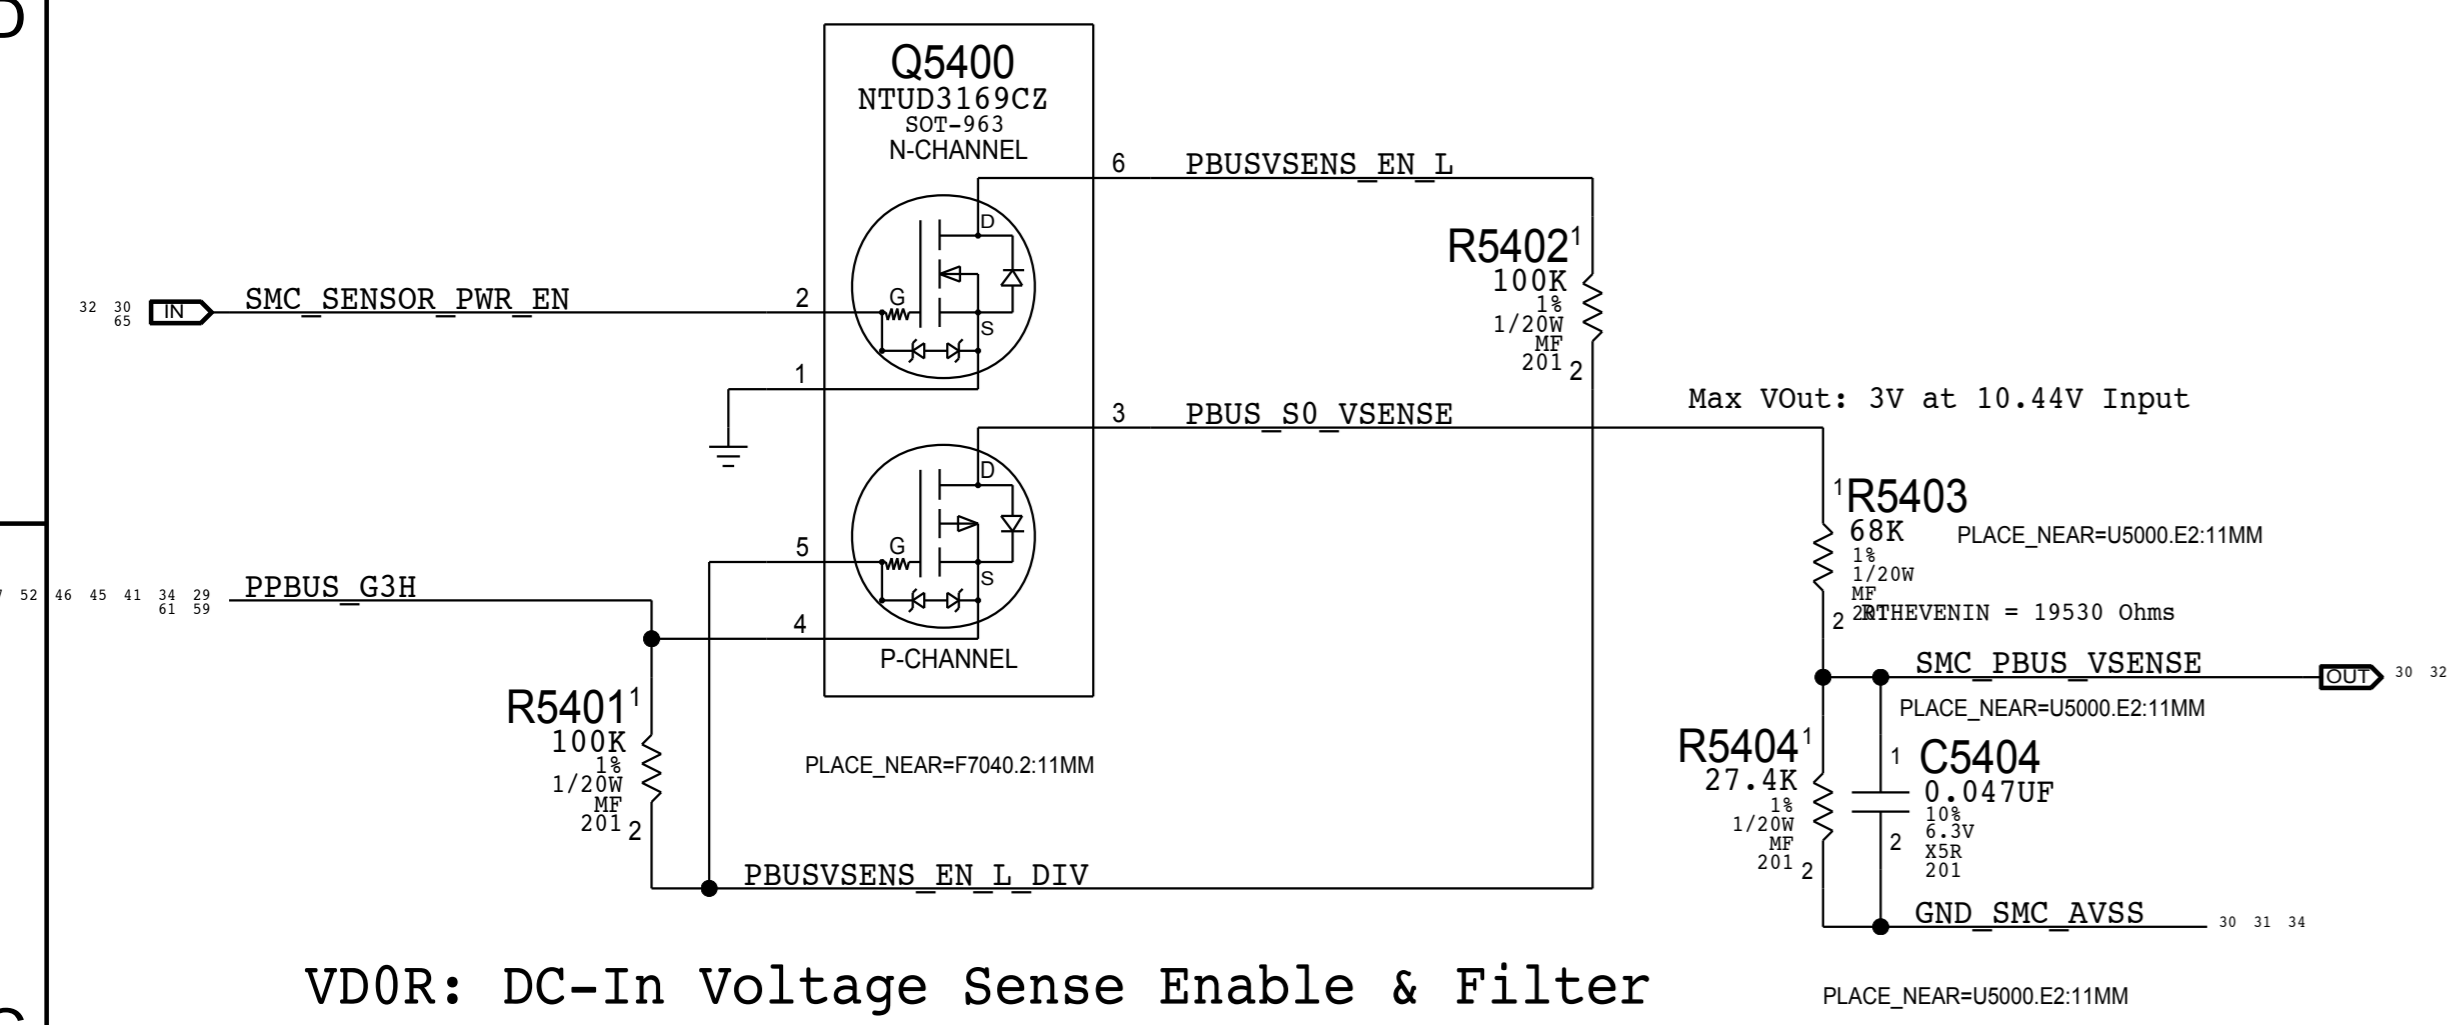 D
Q5400
NTUD3169CZ
SOT-963
N-CHANNEL
6
PBUSVSENS_EN_L
D
G
S
R5402
1
100K
1%
1/20W
MF
201
2
32 30
65
IN
SMC_SENSOR_PWR_EN
2
1
3
PBUS_S0_VSENSE
Max VOut: 3V at 10.44V Input
D
G
S
P-CHANNEL
5
4
52 46 45 41 34 29
61 59
PPBUS_G3H
1
R5403
68K
1%
1/20W
MF
2
PLACE_NEAR=U5000.E2:11MM
RTHEVENIN = 19530 Ohms
SMC_PBUS_VSENSE
OUT
30 32
PLACE_NEAR=U5000.E2:11MM
R5401
1
100K
1%
1/20W
MF
201
2
PLACE_NEAR=F7040.2:11MM
R5404
1
27.4K
1%
1/20W
MF
201
2
1
C5404
0.047UF
10%
6.3V
X5R
201
2
PBUSVSENS_EN_L_DIV
GND_SMC_AVSS
30 31 34
VD0R: DC-In Voltage Sense Enable & Filter
PLACE_NEAR=U5000.E2:11MM